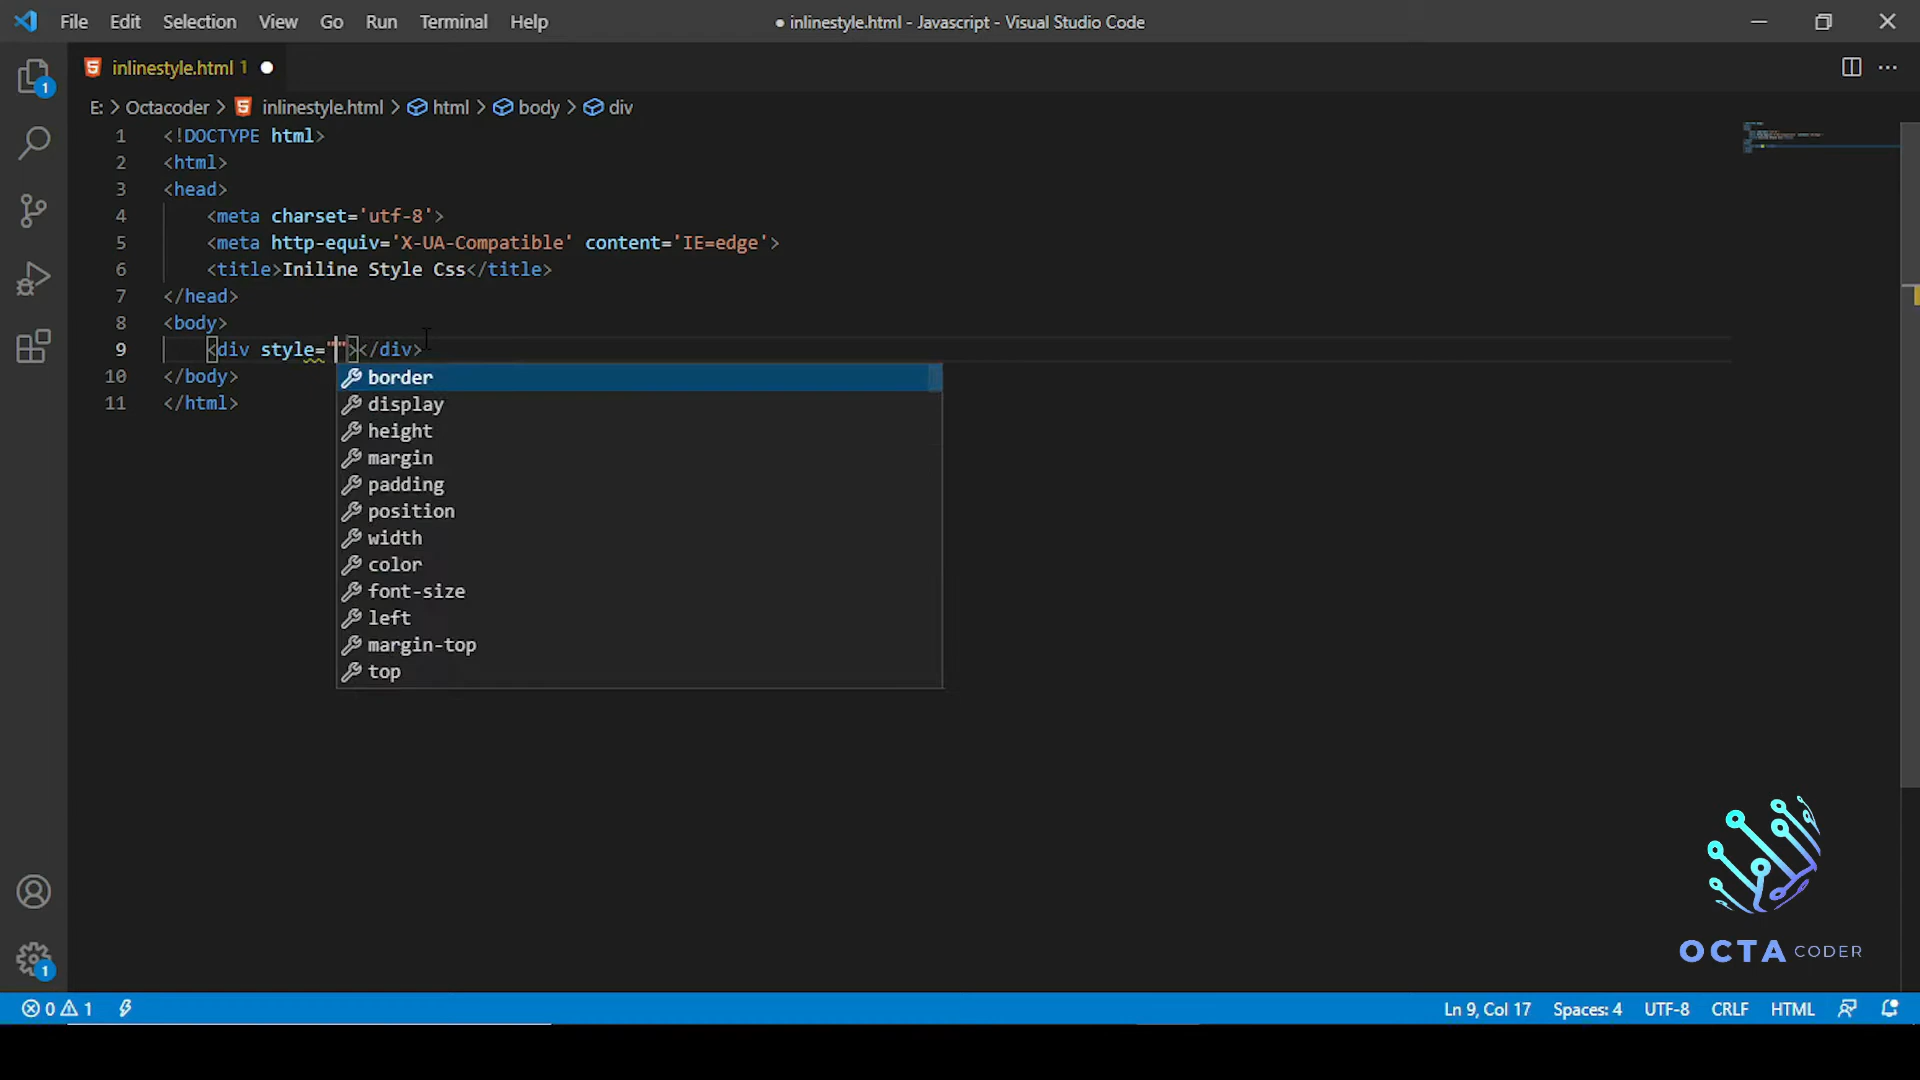 File Edit Selection View Go Run Terminal Help
● inlinestyle.html - Javascript - Visual Studio Code
1
inlinestyle.html 1 ●
E: > Octacoder > inlinestyle.html > html > body > div
1 <!DOCTYPE html>
2 <html>
3 <head>
4 <meta charset='utf-8'>
5 <meta http-equiv='X-UA-Compatible' content='IE=edge'>
6 <title>Iniline Style Css</title>
7 </head>
8 <body>
9 <div style=""></div>
10 </body>
11 </html>
border
display
height
margin
padding
position
width
color
font-size
left
margin-top
top
1
OCTA CODER
0 1
Ln 9, Col 17 Spaces: 4 UTF-8 CRLF HTML